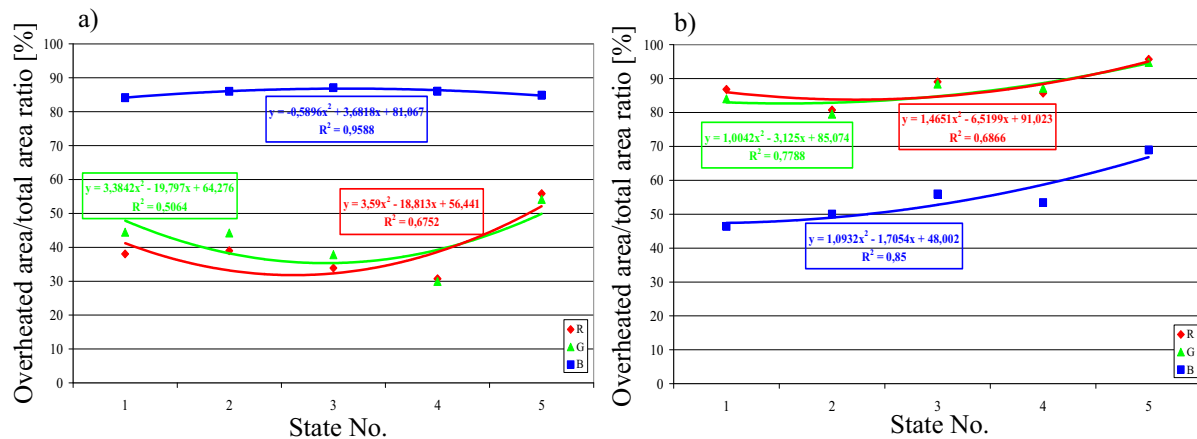 a)
Overheated area/total area ratio [%]
100
90
80
70
60
50
40
30
20
10
0
y = -0,5896x² + 3,6818x + 81,067
R² = 0,9588
y = 3,3842x² - 19,797x + 64,276
R² = 0,5064
y = 3,59x² - 18,813x + 56,441
R² = 0,6752
R
G
B
1 2 3 4 5
State No.
b)
Overheated area/total area ratio [%]
100
90
80
70
60
50
40
30
20
10
0
y = 1,4651x² - 6,5199x + 91,023
R² = 0,6866
y = 1,0042x² - 3,125x + 85,074
R² = 0,7788
y = 1,0932x² - 1,7054x + 48,002
R² = 0,85
R
G
B
1 2 3 4 5
State No.